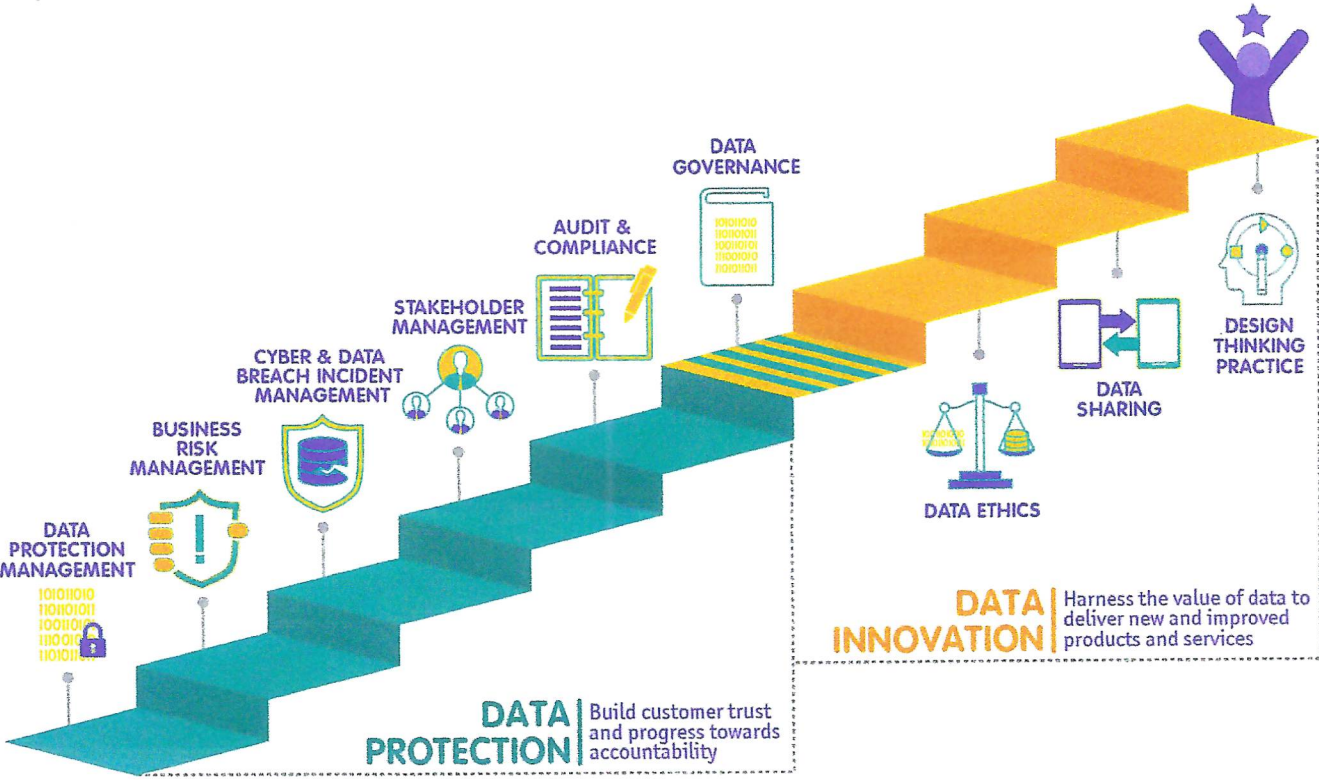 DATA
PROTECTION
MANAGEMENT
101011010
110110101
BUSINESS
RISK
MANAGEMENT
!
CYBER & DATA
BREACH INCIDENT
MANAGEMENT
STAKEHOLDER
MANAGEMENT
AUDIT &
COMPLIANCE
DATA
GOVERNANCE
DATA ETHICS
DATA
SHARING
DESIGN
THINKING
PRACTICE
DATA
PROTECTION
Build customer trust
and progress towards
accountability
DATA
INNOVATION
Harness the value of data to
deliver new and improved
products and services